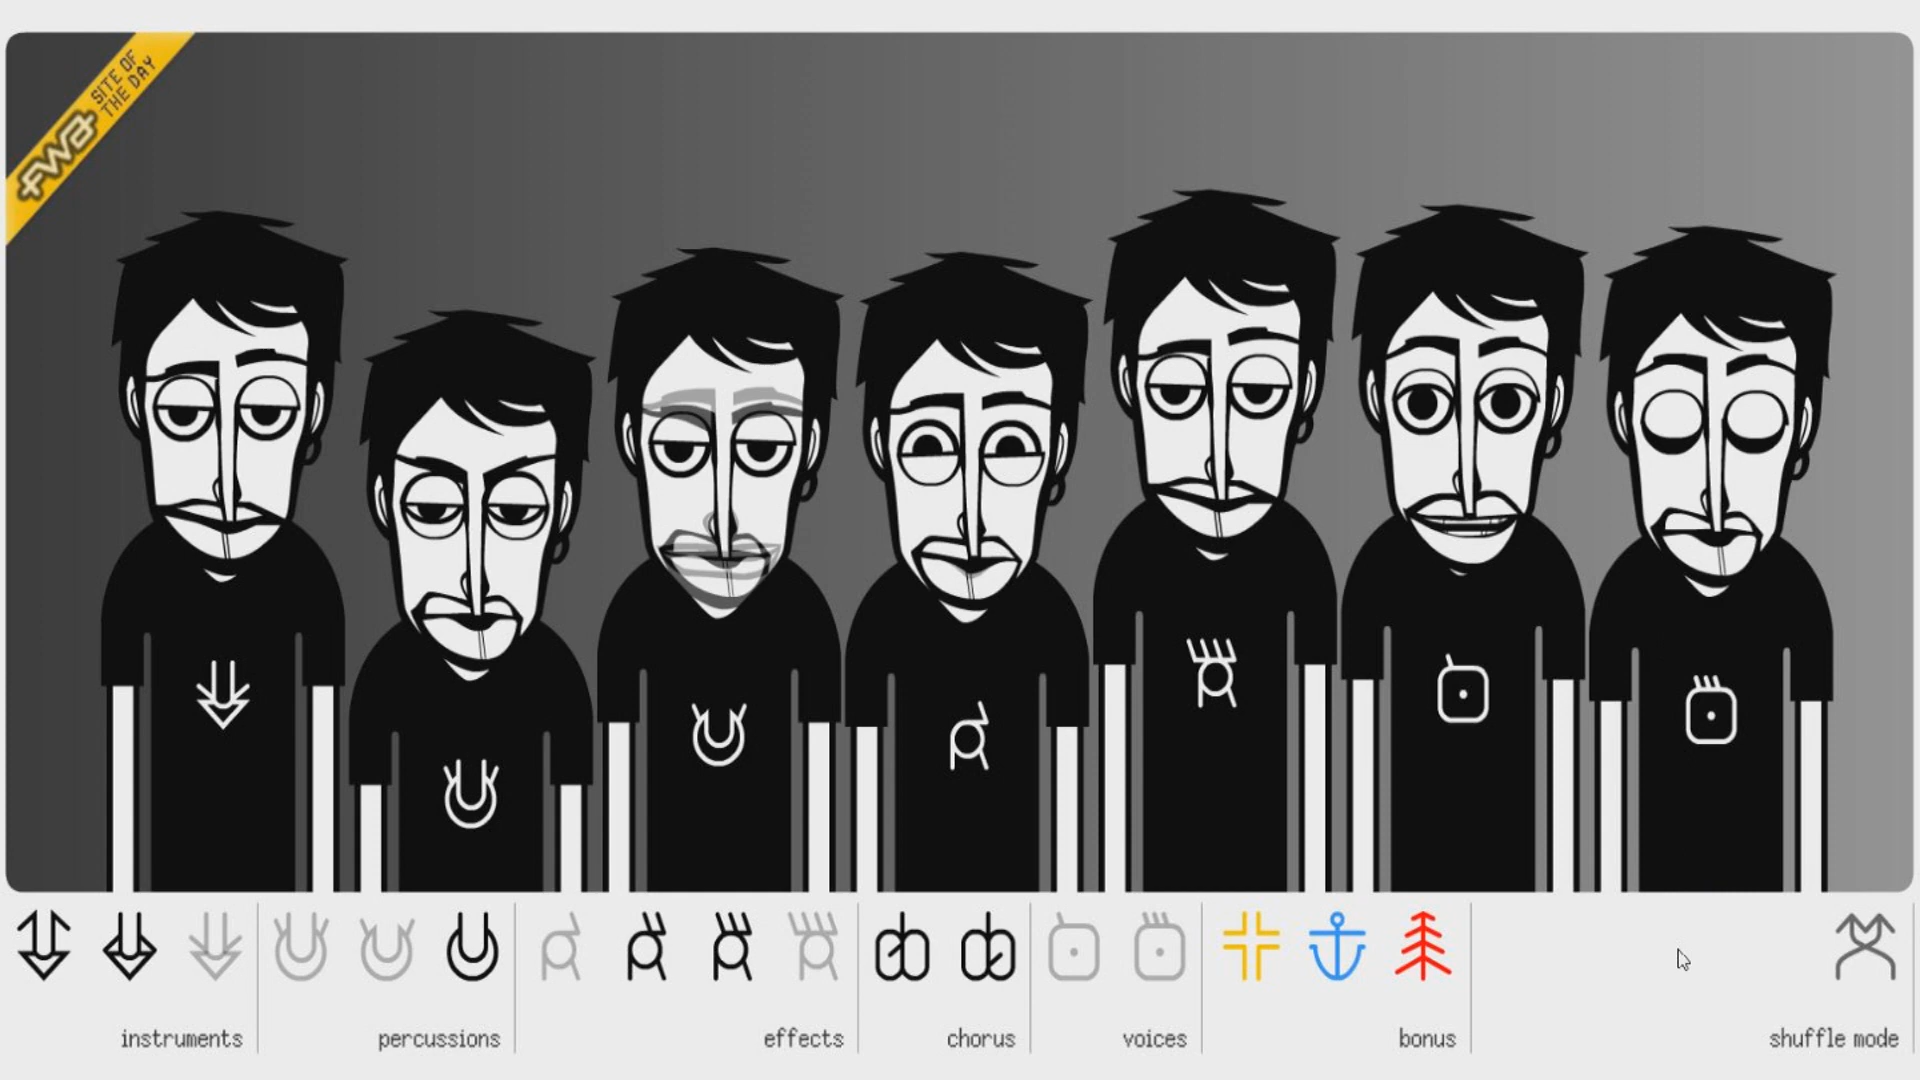 SITE OF
THE DAY
fwa
instruments
percussions
effects
chorus
voices
bonus
shuffle mode